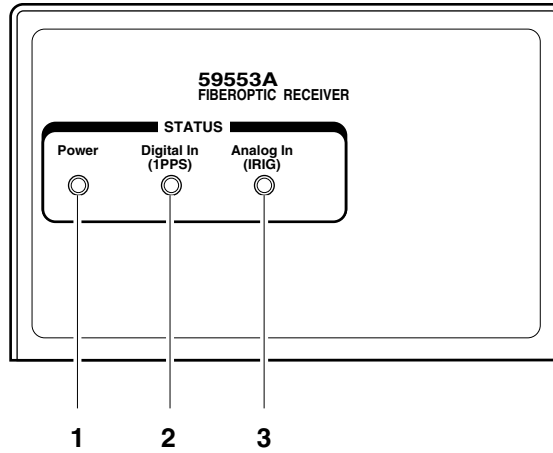 59553A
FIBEROPTIC RECEIVER
STATUS
Power
Digital In
(1PPS)
Analog In
(IRIG)
1
2
3